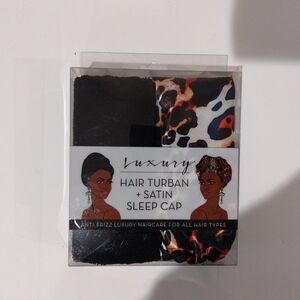 Luxury
HAIR TURBAN
+ SATIN
SLEEP CAP
ANTI FRIZZ LUXURY HAIRCARE FOR ALL HAIR TYPES